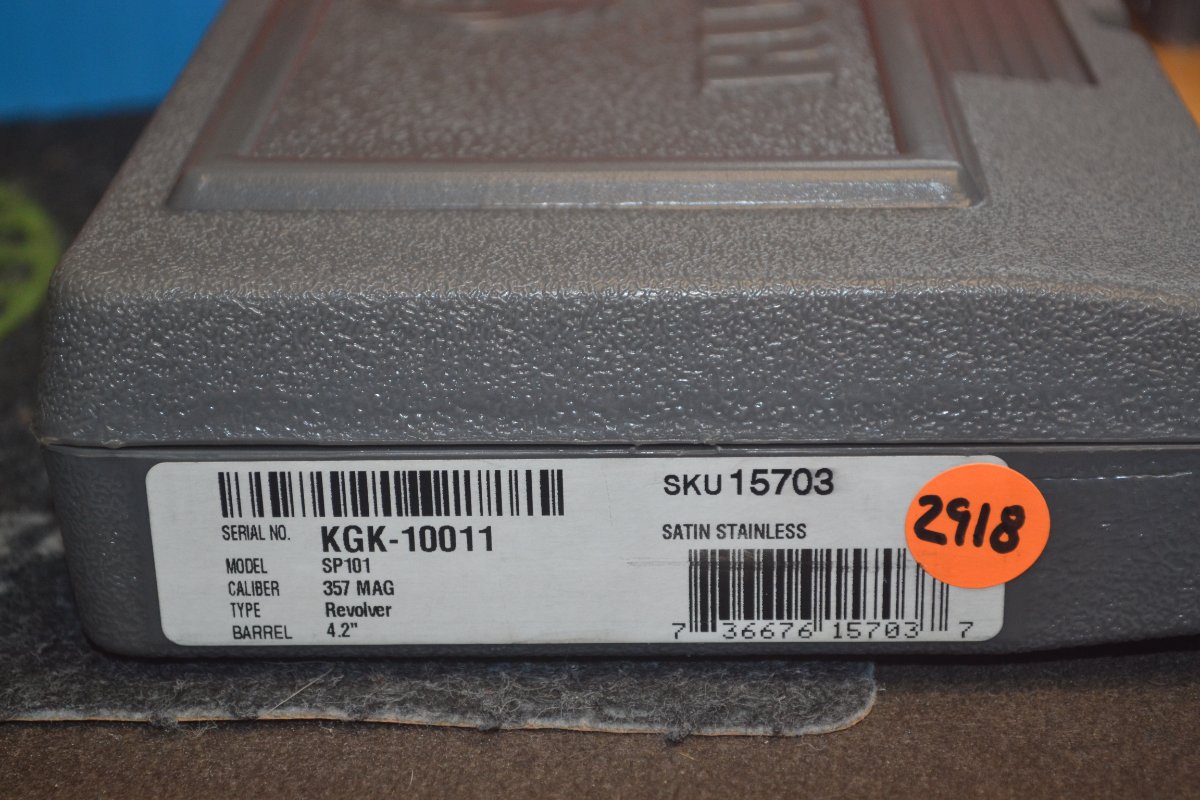 SKU 15703
SERIAL NO. KGK-10011
SATIN STAINLESS
2918
MODEL SP101
CALIBER 357 MAG
TYPE Revolver
BARREL 4.2"
7 36676 15703 7